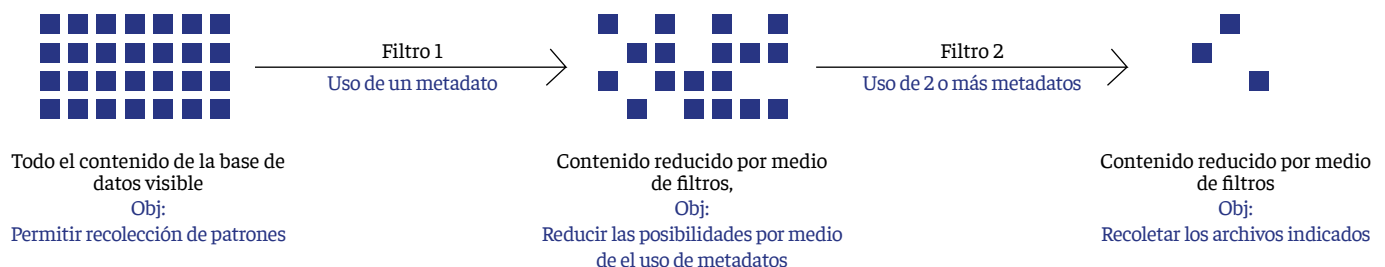 Filtro 1
Uso de un metadato
Filtro 2
Uso de 2 o más metadatos
Todo el contenido de la base de
datos visible
Obj:
Permitir recolección de patrones
Contenido reducido por medio
de filtros,
Obj:
Reducir las posibilidades por medio
de el uso de metadatos
Contenido reducido por medio
de filtros
Obj:
Recoletar los archivos indicados